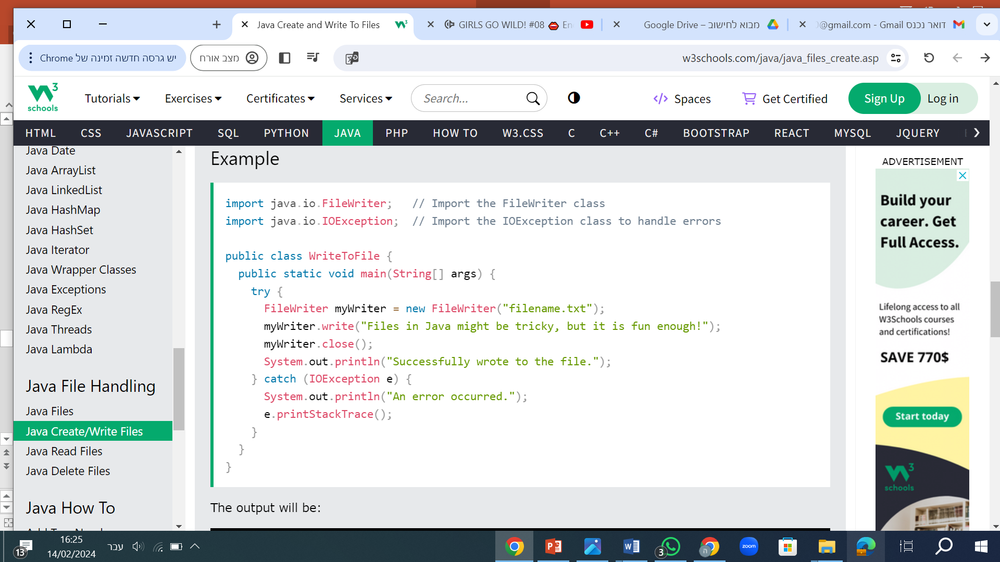 Java Create and Write To Files
GIRLS GO WILD! #08 👄 En
מבוא לחישוב – Google Drive
דואר נכנס - @gmail.com - Gmail
יש גרסה חדשה זמינה של Chrome
מצב אורח
w3schools.com/java/java_files_create.asp
3
schools
Tutorials
Exercises
Certificates
Services
Search...
Spaces
Get Certified
Sign Up
Log in
HTML CSS JAVASCRIPT SQL PYTHON JAVA PHP HOW TO W3.CSS C C++ C# BOOTSTRAP REACT MYSQL JQUERY
Java Date
Java ArrayList
Java LinkedList
Java HashMap
Java HashSet
Java Iterator
Java Wrapper Classes
Java Exceptions
Java RegEx
Java Threads
Java Lambda
Java File Handling
Java Files
Java Create/Write Files
Java Read Files
Java Delete Files
Java How To
Example
import java.io.FileWriter;   // Import the FileWriter class
import java.io.IOException;  // Import the IOException class to handle errors
public class WriteToFile {
  public static void main(String[] args) {
    try {
      FileWriter myWriter = new FileWriter("filename.txt");
      myWriter.write("Files in Java might be tricky, but it is fun enough!");
      myWriter.close();
      System.out.println("Successfully wrote to the file.");
    } catch (IOException e) {
      System.out.println("An error occurred.");
      e.printStackTrace();
    }
  }
}
The output will be:
ADVERTISEMENT
Build your
career. Get
Full Access.
Lifelong access to all
W3Schools courses
and certifications!
SAVE 770$
Start today
3
schools
13
16:25
14/02/2024
עבר
3
ה
zoom